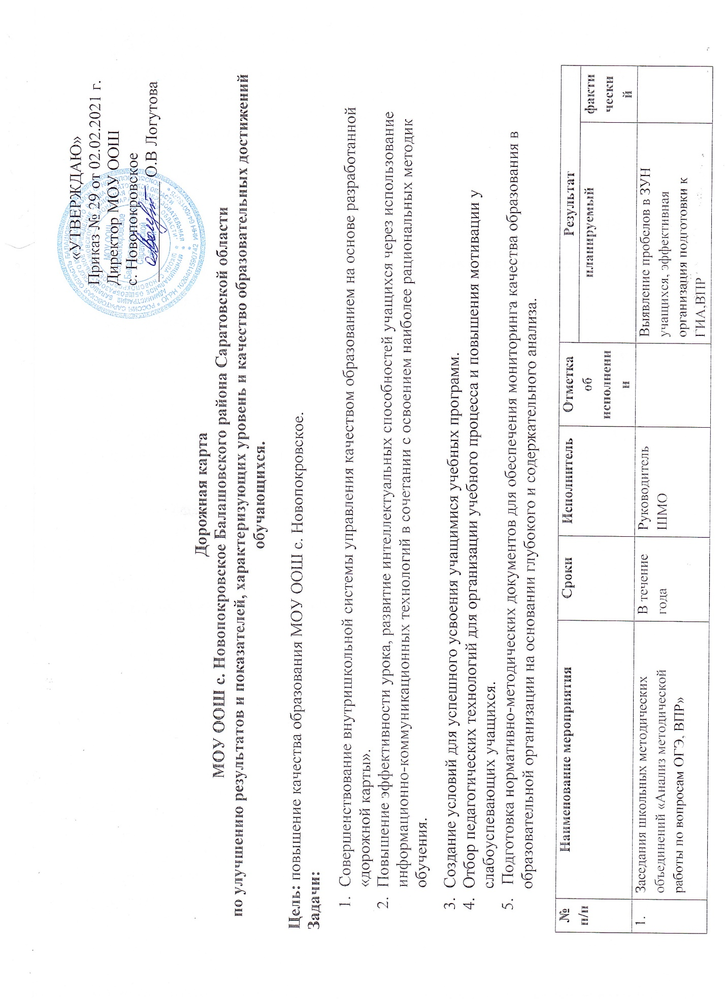 «УТВЕРЖДАЮ»
Приказ № 29 от 02.02.2021 г.
Директор МОУ ООШ
с. Новопокровское
О.В Логутова
Дорожная карта
МОУ ООШ с. Новопокровское Балашовского района Саратовской области
по улучшению результатов и показателей, характеризующих уровень и качество образовательных достижений
обучающихся.
Цель: повышение качества образования МОУ ООШ с. Новопокровское.
Задачи:
1. Совершенствование внутришкольной системы управления качеством образованием на основе разработанной
«дорожной карты».
2. Повышение эффективности урока, развитие интеллектуальных способностей учащихся через использование
информационно-коммуникационных технологий в сочетании с освоением наиболее рациональных методик
обучения.
3. Создание условий для успешного усвоения учащимися учебных программ.
4. Отбор педагогических технологий для организации учебного процесса и повышения мотивации у
слабоуспевающих учащихся.
5. Подготовка нормативно-методических документов для обеспечения мониторинга качества образования в
образовательной организации на основании глубокого и содержательного анализа.
№
п/п
Наименование мероприятия
Сроки
Исполнитель
Отметка
об
исполнени
и
Результат
планируемый
факти
чески
й
1.
Заседания школьных методических
объединений «Анализ методической
работы по вопросам ОГЭ, ВПР»
В течение
года
Руководитель
ШМО
Выявление пробелов в ЗУН
учащихся, эффективная
организация подготовки к
ГИА,ВПР